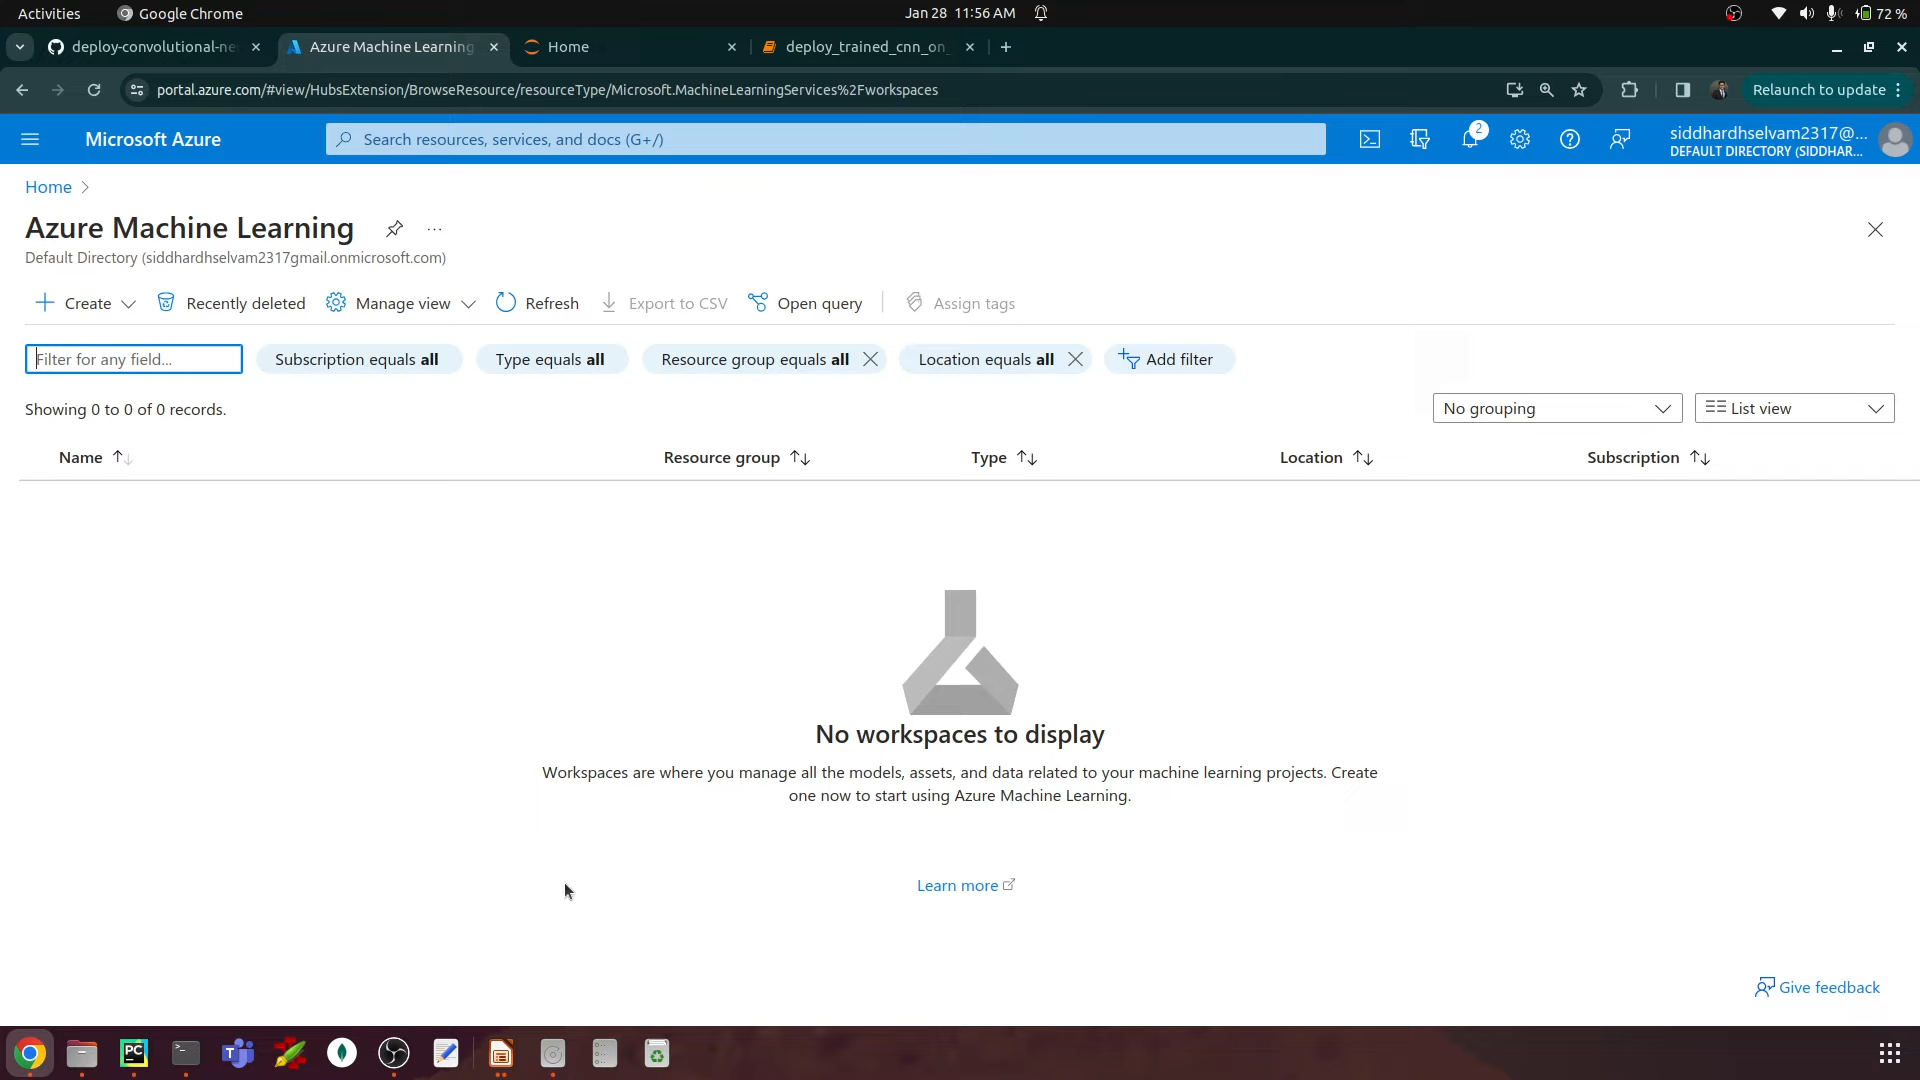 Activities
Google Chrome
Jan 28 11:56 AM
72 %
deploy-convolutional-ne
Azure Machine Learning
Home
deploy_trained_cnn_on_
portal.azure.com/#view/HubsExtension/BrowseResource/resourceType/Microsoft.MachineLearningServices%2Fworkspaces
Relaunch to update
Microsoft Azure
Search resources, services, and docs (G+/)
2
siddhardhselvam2317@...
DEFAULT DIRECTORY (SIDDHAR...
Home
Azure Machine Learning
...
Default Directory (siddhardhselvam2317gmail.onmicrosoft.com)
Create
Recently deleted
Manage view
Refresh
Export to CSV
Open query
Assign tags
Filter for any field...
Subscription equals all
Type equals all
Resource group equals all
Location equals all
Add filter
Showing 0 to 0 of 0 records.
No grouping
List view
Name
Resource group
Type
Location
Subscription
No workspaces to display
Workspaces are where you manage all the models, assets, and data related to your machine learning projects. Create
one now to start using Azure Machine Learning.
Learn more
Give feedback
PC
T